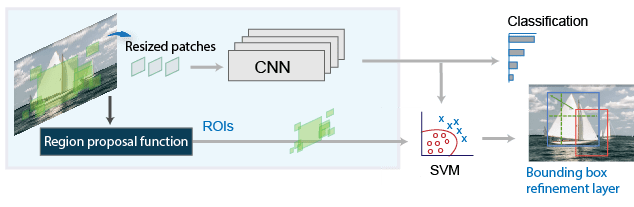 Classification
Resized patches
CNN
ROIs
Region proposal function
SVM
Bounding box
refinement layer